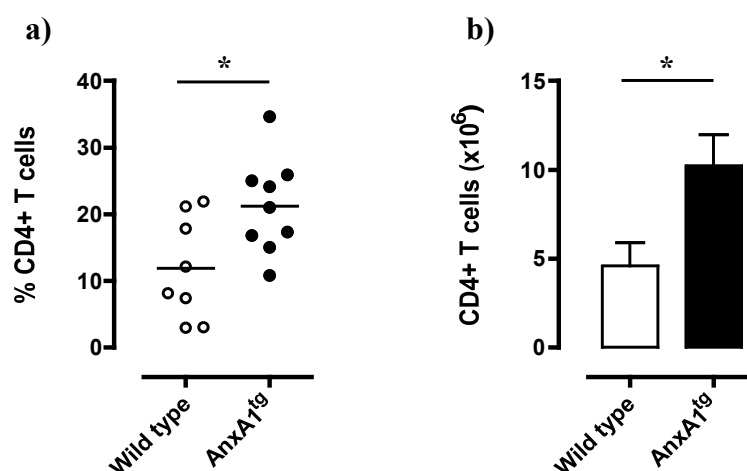 a)
*
40
30
20
10
0
% CD4+ T cells
Wild type
AnxA1tg
b)
*
15
10
5
0
CD4+ T cells (x10⁶)
Wild type
AnxA1tg